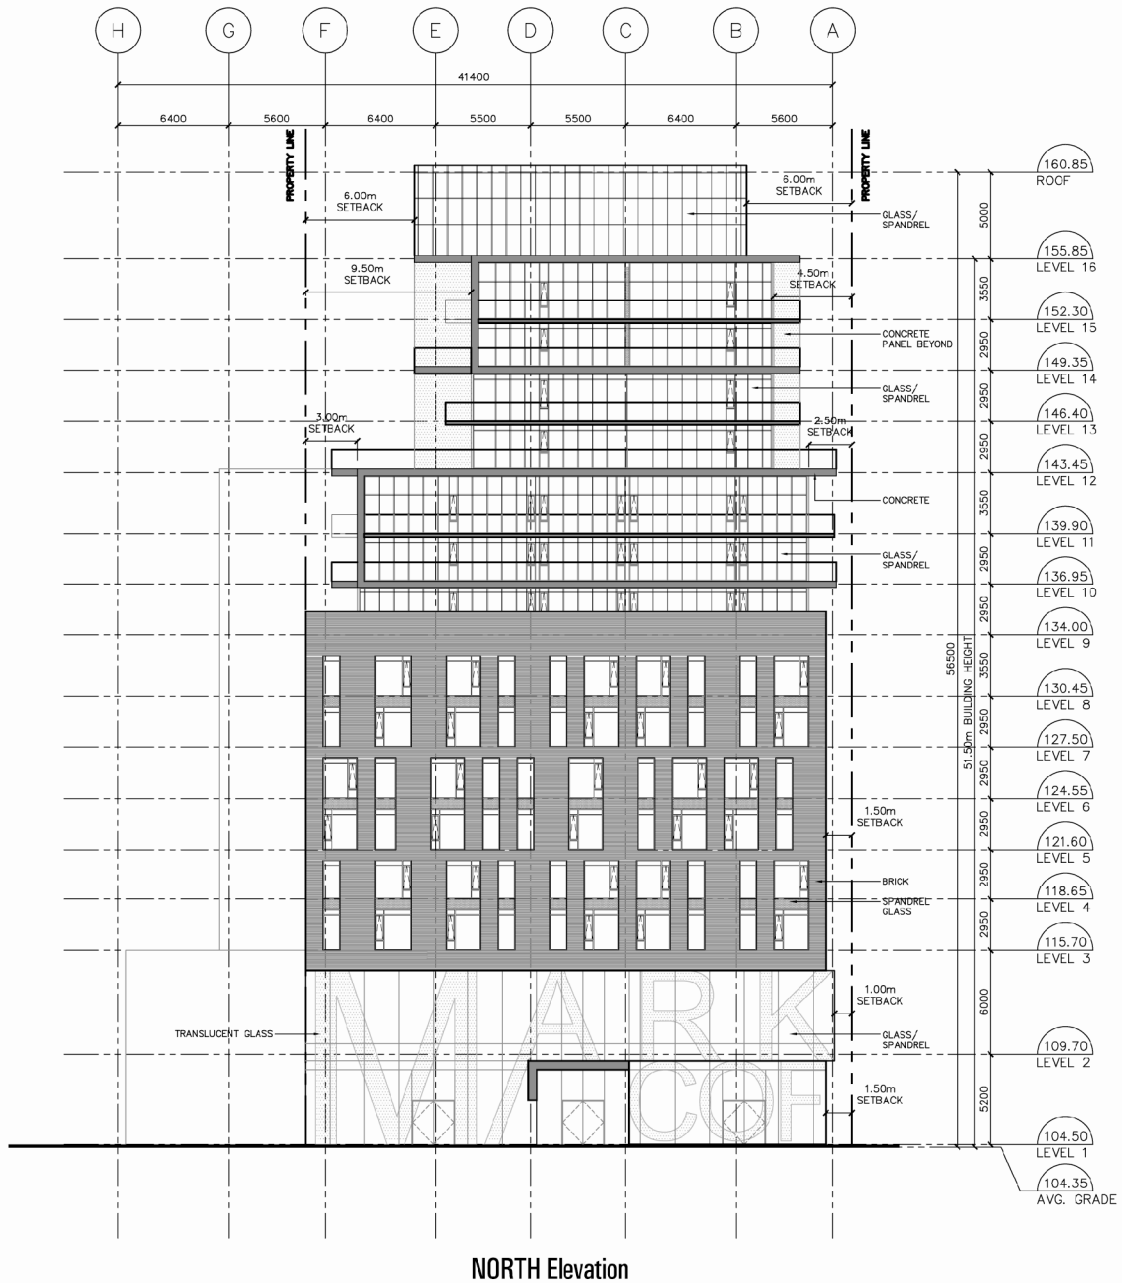 H G F E D C B A
41400
6400 5600 6400 5500 5500 6400 5600
PROPERTY LINE
PROPERTY LINE
160.85
ROOF
6.00m
SETBACK
6.00m
SETBACK
GLASS/
SPANDREL
5000
155.85
LEVEL 16
9.50m
SETBACK
4.50m
SETBACK
3550
152.30
LEVEL 15
CONCRETE
PANEL BEYOND
2950
149.35
LEVEL 14
GLASS/
SPANDREL
2950
146.40
LEVEL 13
3.00m
SETBACK
2.50m
SETBACK
2950
143.45
LEVEL 12
CONCRETE
3550
139.90
LEVEL 11
GLASS/
SPANDREL
2950
136.95
LEVEL 10
2950
134.00
LEVEL 9
56500
51.50m BUILDING HEIGHT
3550
130.45
LEVEL 8
2950
127.50
LEVEL 7
2950
124.55
LEVEL 6
1.50m
SETBACK
2950
121.60
LEVEL 5
2950
BRICK
118.65
LEVEL 4
SPANDREL
GLASS
2950
115.70
LEVEL 3
MARK
1.00m
SETBACK
6000
TRANSLUCENT GLASS
GLASS/
SPANDREL
109.70
LEVEL 2
COF
1.50m
SETBACK
5200
104.50
LEVEL 1
104.35
AVG. GRADE
NORTH Elevation